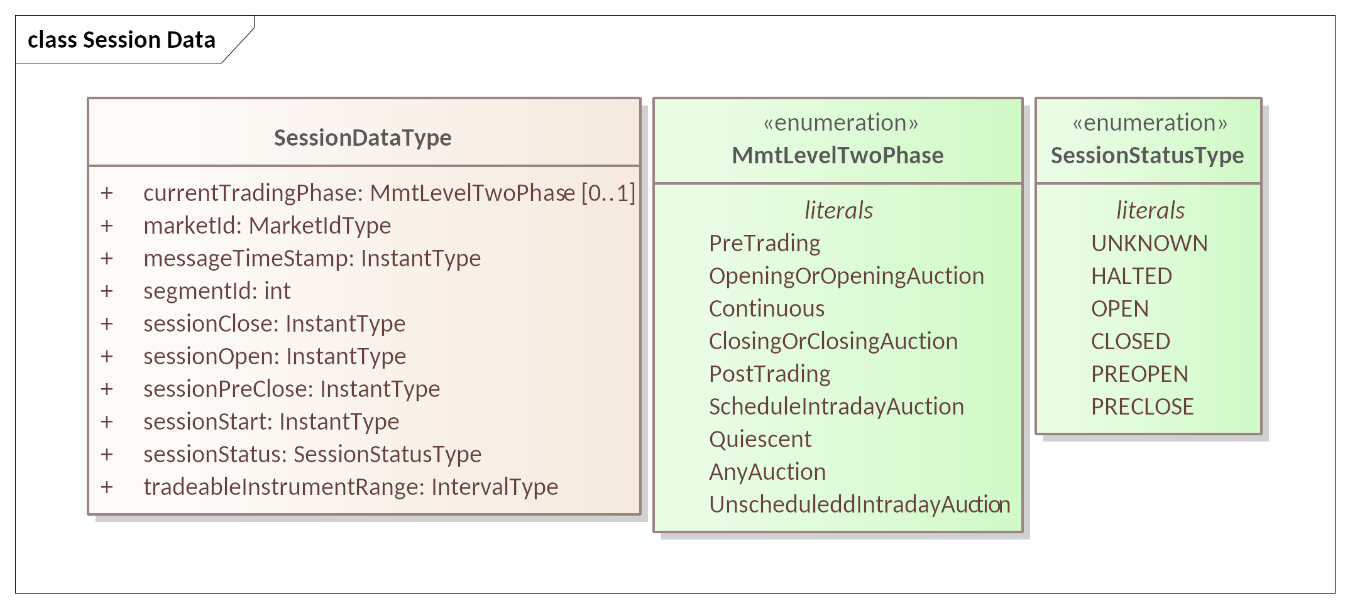 class Session Data
SessionDataType
+ currentTradingPhase: MmtLevelTwoPhase [0..1]
+ marketId: MarketIdType
+ messageTimeStamp: InstantType
+ segmentId: int
+ sessionClose: InstantType
+ sessionOpen: InstantType
+ sessionPreClose: InstantType
+ sessionStart: InstantType
+ sessionStatus: SessionStatusType
+ tradeableInstrumentRange: IntervalType
«enumeration»
MmtLevelTwoPhase
literals
PreTrading
OpeningOrOpeningAuction
Continuous
ClosingOrClosingAuction
PostTrading
ScheduleIntradayAuction
Quiescent
AnyAuction
UnscheduleddIntradayAuction
«enumeration»
SessionStatusType
literals
UNKNOWN
HALTED
OPEN
CLOSED
PREOPEN
PRECLOSE